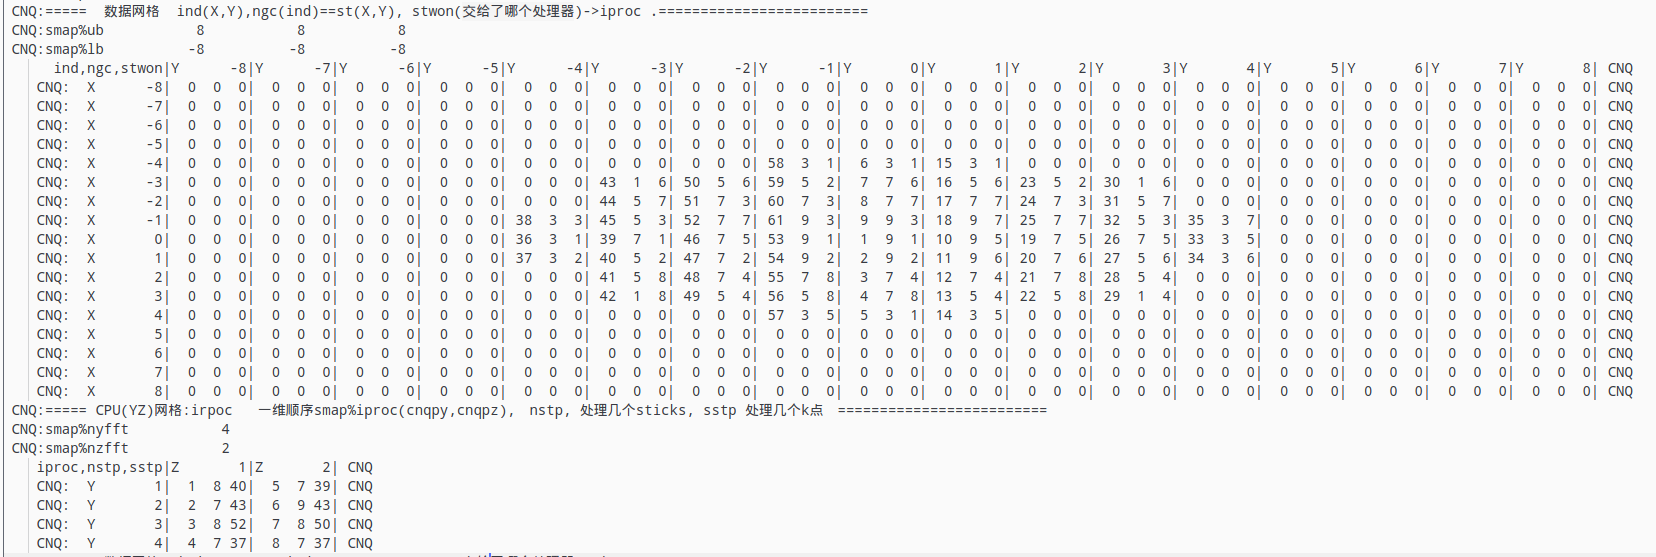 CNQ:===== 数据网格 ind(X,Y),ngc(ind)==st(X,Y), stwon(交给了哪个处理器)->iproc .=========================
CNQ:smap%ub 8 8 8
CNQ:smap%lb -8 -8 -8
ind,ngc,stwon|Y -8|Y -7|Y -6|Y -5|Y -4|Y -3|Y -2|Y -1|Y 0|Y 1|Y 2|Y 3|Y 4|Y 5|Y 6|Y 7|Y 8| CNQ
CNQ: X -8| 0 0 0| 0 0 0| 0 0 0| 0 0 0| 0 0 0| 0 0 0| 0 0 0| 0 0 0| 0 0 0| 0 0 0| 0 0 0| 0 0 0| 0 0 0| 0 0 0| 0 0 0| 0 0 0| 0 0 0| CNQ
CNQ: X -7| 0 0 0| 0 0 0| 0 0 0| 0 0 0| 0 0 0| 0 0 0| 0 0 0| 0 0 0| 0 0 0| 0 0 0| 0 0 0| 0 0 0| 0 0 0| 0 0 0| 0 0 0| 0 0 0| 0 0 0| CNQ
CNQ: X -6| 0 0 0| 0 0 0| 0 0 0| 0 0 0| 0 0 0| 0 0 0| 0 0 0| 0 0 0| 0 0 0| 0 0 0| 0 0 0| 0 0 0| 0 0 0| 0 0 0| 0 0 0| 0 0 0| 0 0 0| CNQ
CNQ: X -5| 0 0 0| 0 0 0| 0 0 0| 0 0 0| 0 0 0| 0 0 0| 0 0 0| 0 0 0| 0 0 0| 0 0 0| 0 0 0| 0 0 0| 0 0 0| 0 0 0| 0 0 0| 0 0 0| 0 0 0| CNQ
CNQ: X -4| 0 0 0| 0 0 0| 0 0 0| 0 0 0| 0 0 0| 0 0 0| 0 0 0| 58 3 1| 6 3 1| 15 3 1| 0 0 0| 0 0 0| 0 0 0| 0 0 0| 0 0 0| 0 0 0| 0 0 0| CNQ
CNQ: X -3| 0 0 0| 0 0 0| 0 0 0| 0 0 0| 0 0 0| 43 1 6| 50 5 6| 59 5 2| 7 7 6| 16 5 6| 23 5 2| 30 1 6| 0 0 0| 0 0 0| 0 0 0| 0 0 0| 0 0 0| CNQ
CNQ: X -2| 0 0 0| 0 0 0| 0 0 0| 0 0 0| 0 0 0| 44 5 7| 51 7 3| 60 7 3| 8 7 7| 17 7 7| 24 7 3| 31 5 7| 0 0 0| 0 0 0| 0 0 0| 0 0 0| 0 0 0| CNQ
CNQ: X -1| 0 0 0| 0 0 0| 0 0 0| 0 0 0| 38 3 3| 45 5 3| 52 7 7| 61 9 3| 9 9 3| 18 9 7| 25 7 7| 32 5 3| 35 3 7| 0 0 0| 0 0 0| 0 0 0| 0 0 0| CNQ
CNQ: X 0| 0 0 0| 0 0 0| 0 0 0| 0 0 0| 36 3 1| 39 7 1| 46 7 5| 53 9 1| 1 9 1| 10 9 5| 19 7 5| 26 7 5| 33 3 5| 0 0 0| 0 0 0| 0 0 0| 0 0 0| CNQ
CNQ: X 1| 0 0 0| 0 0 0| 0 0 0| 0 0 0| 37 3 2| 40 5 2| 47 7 2| 54 9 2| 2 9 2| 11 9 6| 20 7 6| 27 5 6| 34 3 6| 0 0 0| 0 0 0| 0 0 0| 0 0 0| CNQ
CNQ: X 2| 0 0 0| 0 0 0| 0 0 0| 0 0 0| 0 0 0| 41 5 8| 48 7 4| 55 7 8| 3 7 4| 12 7 4| 21 7 8| 28 5 4| 0 0 0| 0 0 0| 0 0 0| 0 0 0| 0 0 0| CNQ
CNQ: X 3| 0 0 0| 0 0 0| 0 0 0| 0 0 0| 0 0 0| 42 1 8| 49 5 4| 56 5 8| 4 7 8| 13 5 4| 22 5 8| 29 1 4| 0 0 0| 0 0 0| 0 0 0| 0 0 0| 0 0 0| CNQ
CNQ: X 4| 0 0 0| 0 0 0| 0 0 0| 0 0 0| 0 0 0| 0 0 0| 0 0 0| 57 3 5| 5 3 1| 14 3 5| 0 0 0| 0 0 0| 0 0 0| 0 0 0| 0 0 0| 0 0 0| 0 0 0| CNQ
CNQ: X 5| 0 0 0| 0 0 0| 0 0 0| 0 0 0| 0 0 0| 0 0 0| 0 0 0| 0 0 0| 0 0 0| 0 0 0| 0 0 0| 0 0 0| 0 0 0| 0 0 0| 0 0 0| 0 0 0| 0 0 0| CNQ
CNQ: X 6| 0 0 0| 0 0 0| 0 0 0| 0 0 0| 0 0 0| 0 0 0| 0 0 0| 0 0 0| 0 0 0| 0 0 0| 0 0 0| 0 0 0| 0 0 0| 0 0 0| 0 0 0| 0 0 0| 0 0 0| CNQ
CNQ: X 7| 0 0 0| 0 0 0| 0 0 0| 0 0 0| 0 0 0| 0 0 0| 0 0 0| 0 0 0| 0 0 0| 0 0 0| 0 0 0| 0 0 0| 0 0 0| 0 0 0| 0 0 0| 0 0 0| 0 0 0| CNQ
CNQ: X 8| 0 0 0| 0 0 0| 0 0 0| 0 0 0| 0 0 0| 0 0 0| 0 0 0| 0 0 0| 0 0 0| 0 0 0| 0 0 0| 0 0 0| 0 0 0| 0 0 0| 0 0 0| 0 0 0| 0 0 0| CNQ
CNQ:===== CPU(YZ)网格:irpoc 一维顺序smap%iproc(cnqpy,cnqpz), nstp, 处理几个sticks, sstp 处理几个k点 =========================
CNQ:smap%nyfft 4
CNQ:smap%nzfft 2
iproc,nstp,sstp|Z 1|Z 2| CNQ
CNQ: Y 1| 1 8 40| 5 7 39| CNQ
CNQ: Y 2| 2 7 43| 6 9 43| CNQ
CNQ: Y 3| 3 8 52| 7 8 50| CNQ
CNQ: Y 4| 4 7 37| 8 7 37| CNQ